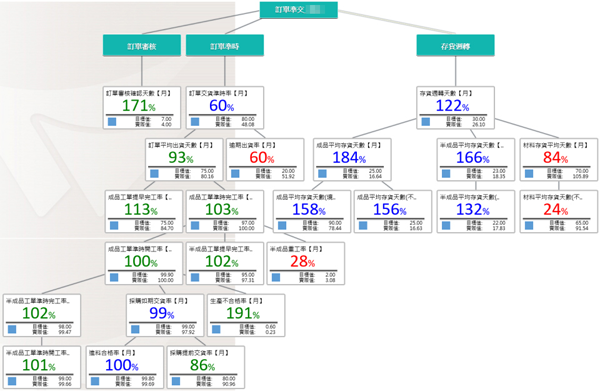 訂單準交
訂單審核
訂單準時
存貨週轉
訂單審核確認天數【月】
171%
目標值: 7.00
實際值: 4.00
訂單交貨準時率【月】
60%
目標值: 80.00
實際值: 48.08
存貨週轉天數【月】
122%
目標值: 30.00
實際值: 26.10
訂單平均出貨天數【月】
93%
目標值: 75.00
實際值: 80.16
逾期出貨率【月】
60%
目標值: 20.00
實際值: 51.92
成品平均存貨天數【月】
184%
目標值: 25.00
實際值: 16.64
半成品平均存貨天數【..
166%
目標值: 23.00
實際值: 18.35
材料平均存貨天數【月】
84%
目標值: 70.00
實際值: 105.89
成品工單提早完工率【..
113%
目標值: 75.00
實際值: 84.70
成品工單準時完工率【..
103%
目標值: 97.00
實際值: 100.00
成品平均存貨天數(
158%
目標值: 90.00
實際值: 78.44
成品平均存貨天數(不..
156%
目標值: 25.00
實際值: 16.63
半成品平均存貨天數(..
132%
目標值: 22.00
實際值: 17.83
材料平均存貨天數(不..
24%
目標值: 65.00
實際值: 91.54
成品工單準時開工率【..
100%
目標值: 99.90
實際值: 100.00
半成品工單提早完工率..
102%
目標值: 95.00
實際值: 97.31
半成品重工率【月】
28%
目標值: 2.00
實際值: 3.08
半成品工單準時完工率..
102%
目標值: 98.00
實際值: 99.47
採購如期交貨率【月】
99%
目標值: 99.00
實際值: 97.92
生產不合格率【月】
191%
目標值: 0.60
實際值: 0.23
半成品工單準時開工率..
101%
目標值: 99.00
實際值: 99.66
進料合格率【月】
100%
目標值: 99.80
實際值: 99.69
採購提前交貨率【月】
86%
目標值: 80.00
實際值: 90.96